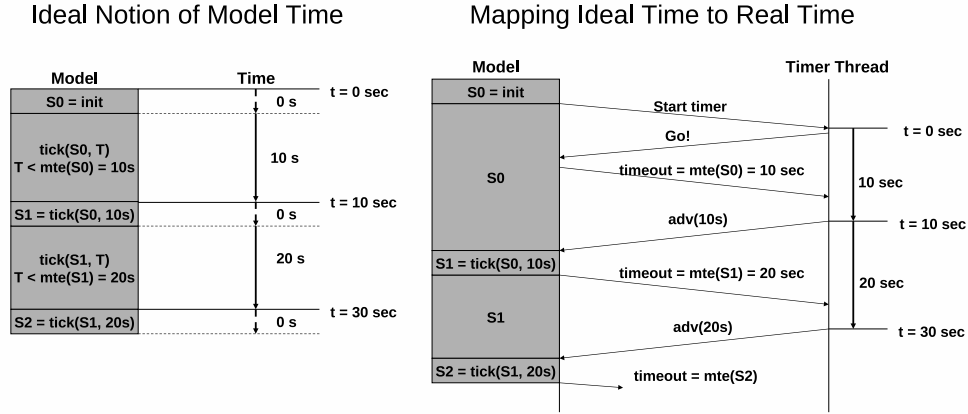 Ideal Notion of Model Time
Model
Time
S0 = init
0 s
t = 0 sec
tick(S0, T)
T < mte(S0) = 10s
10 s
t = 10 sec
S1 = tick(S0, 10s)
0 s
tick(S1, T)
T < mte(S1) = 20s
20 s
t = 30 sec
S2 = tick(S1, 20s)
0 s
Mapping Ideal Time to Real Time
Model
Timer Thread
S0 = init
Start timer
t = 0 sec
Go!
timeout = mte(S0) = 10 sec
S0
10 sec
adv(10s)
t = 10 sec
S1 = tick(S0, 10s)
timeout = mte(S1) = 20 sec
20 sec
S1
adv(20s)
t = 30 sec
S2 = tick(S1, 20s)
timeout = mte(S2)